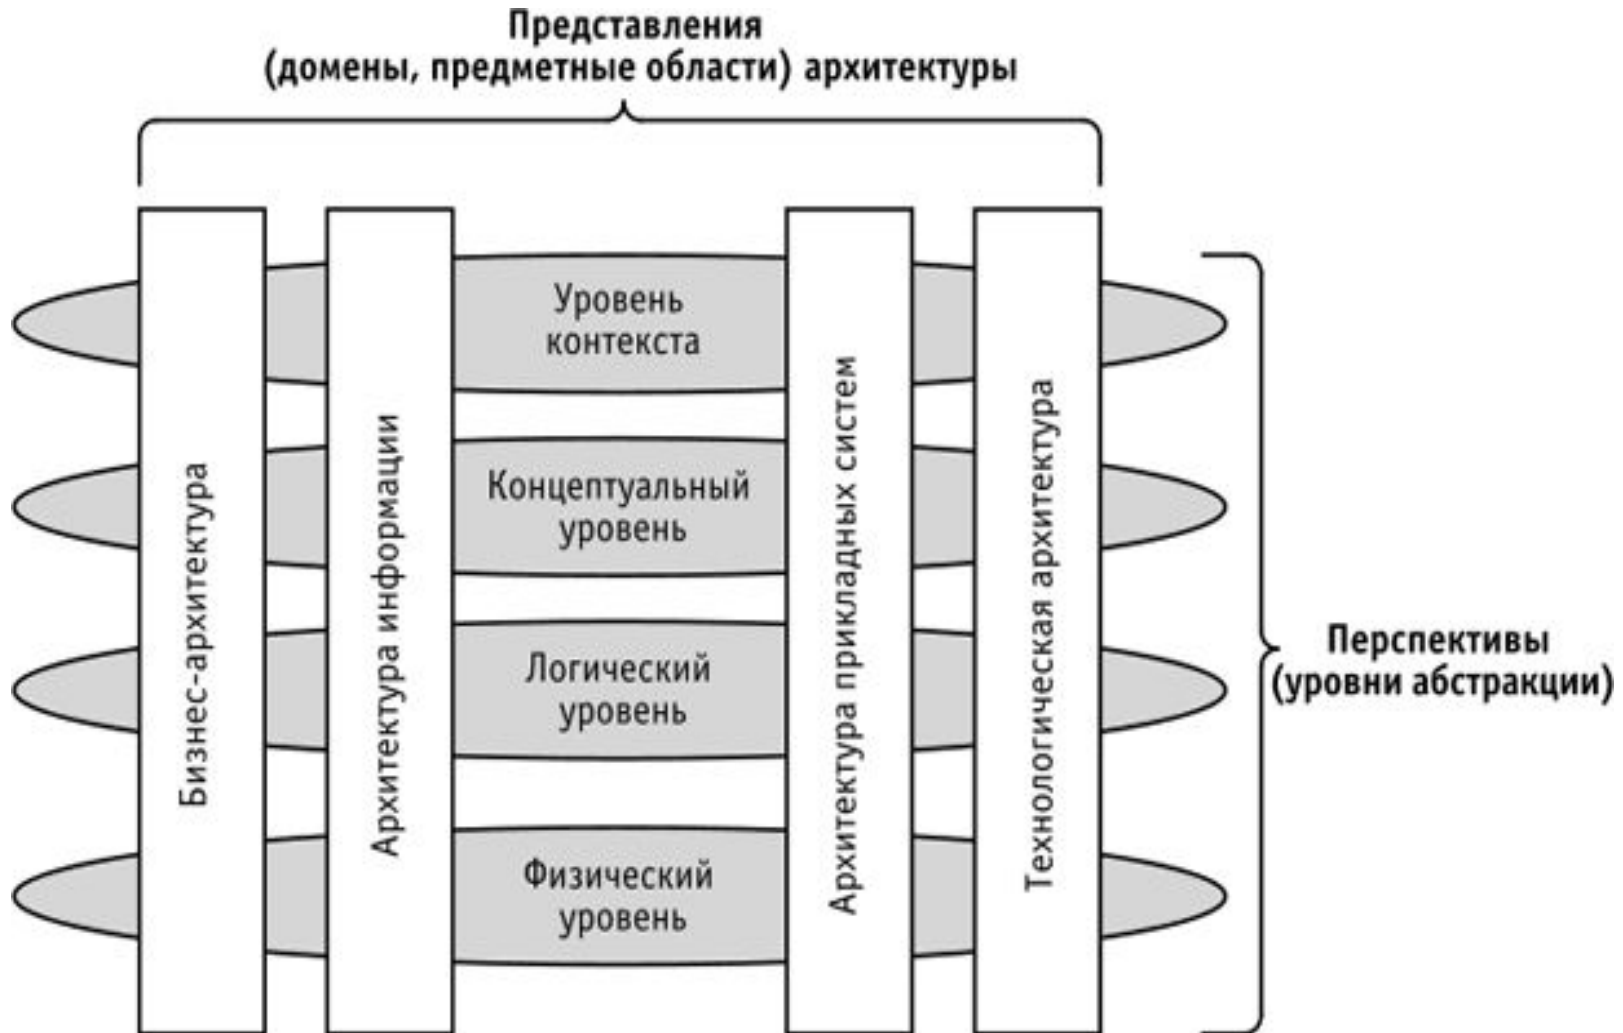 Представления
(домены, предметные области) архитектуры
Бизнес-архитектура
Архитектура информации
Уровень
контекста
Концептуальный
уровень
Логический
уровень
Физический
уровень
Архитектура прикладных систем
Технологическая архитектура
Перспективы
(уровни абстракции)